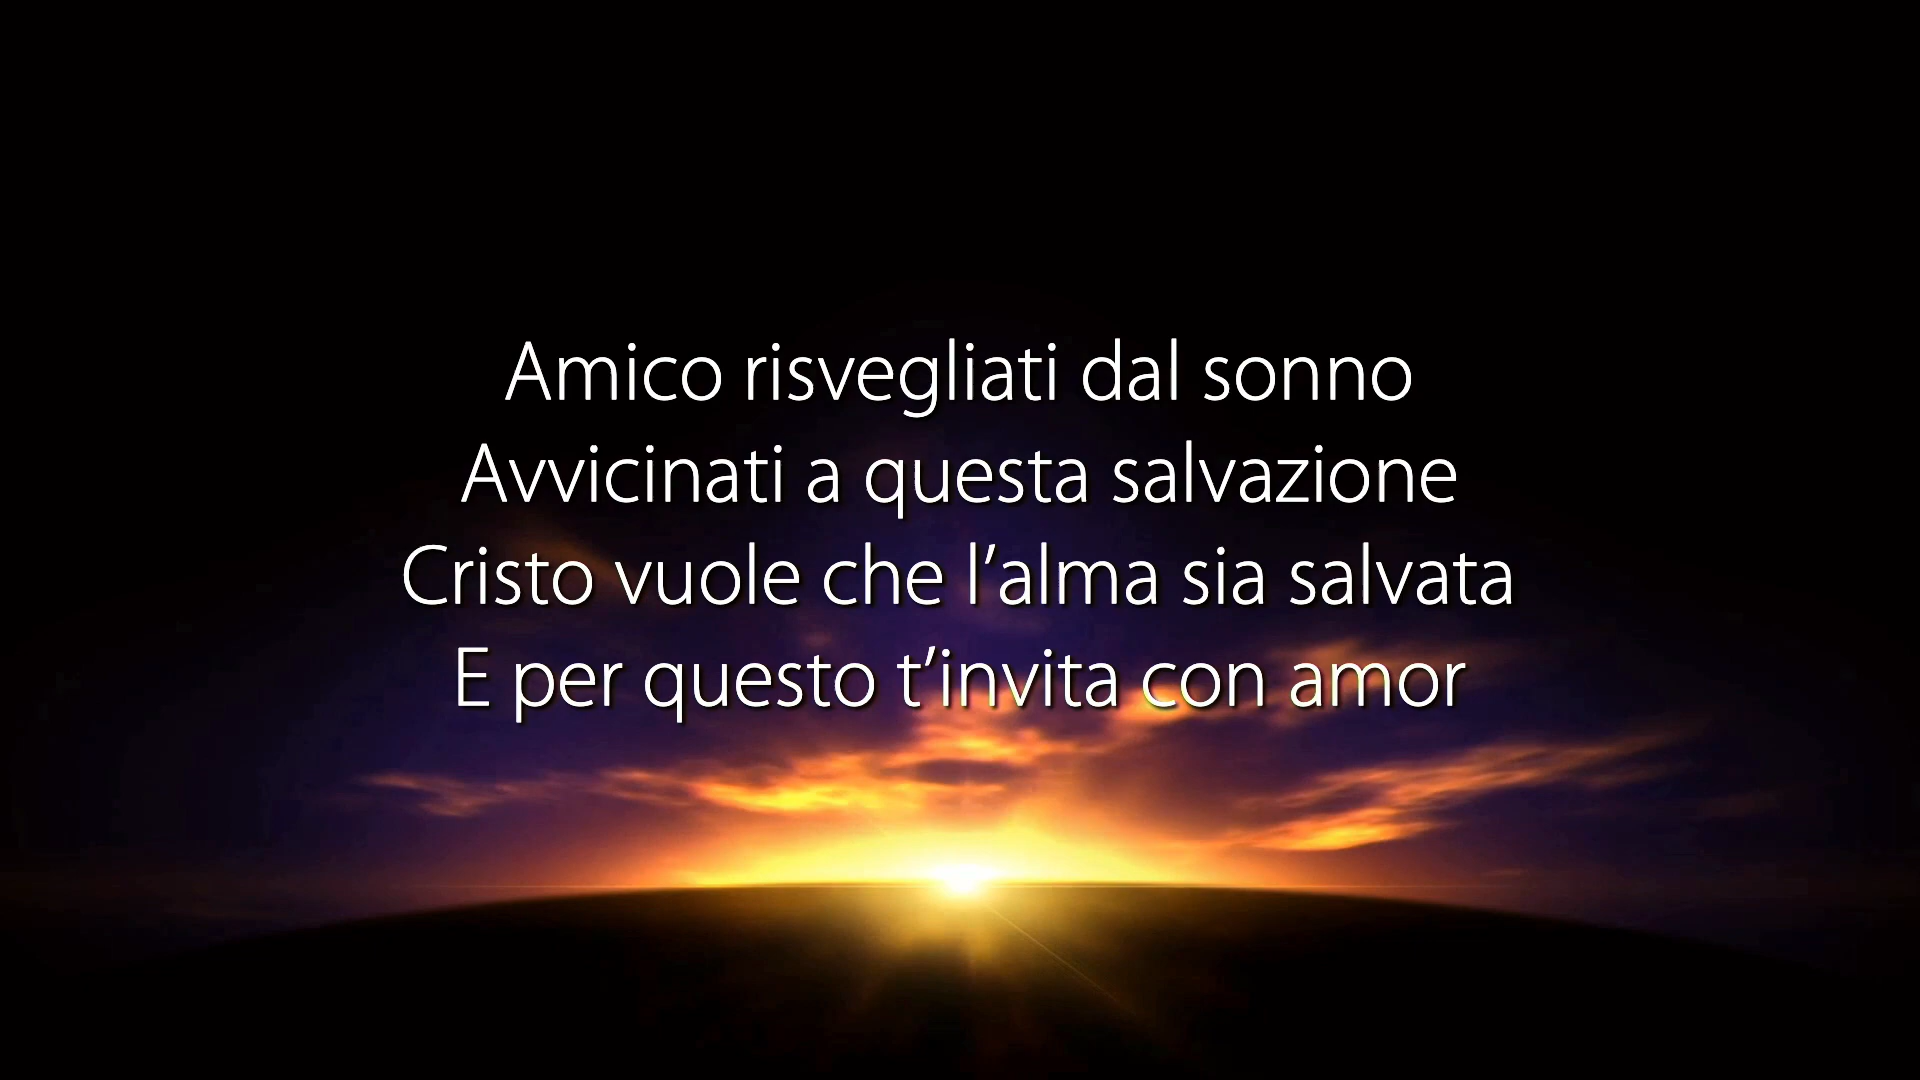 Amico risvegliati dal sonno
Avvicinati a questa salvazione
Cristo vuole che l’alma sia salvata
E per questo t’invita con amor